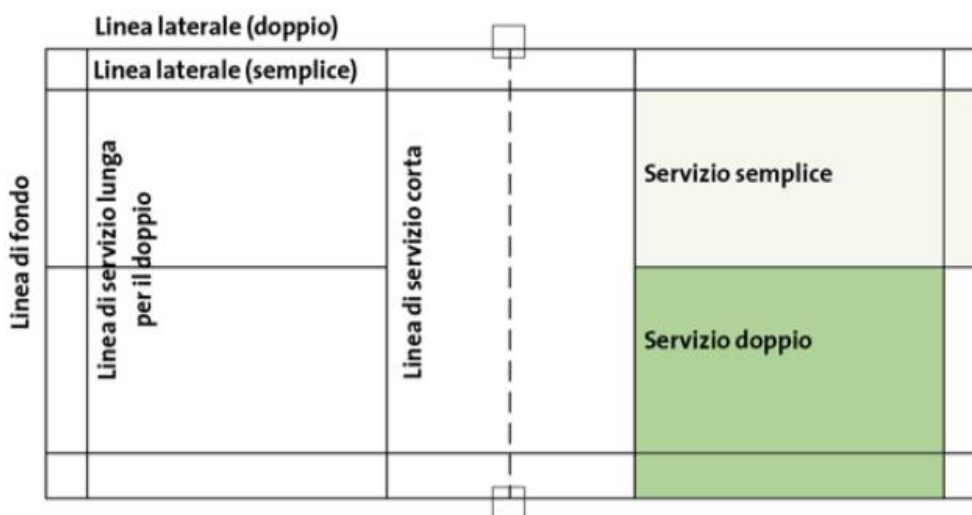 Linea laterale (doppio)
Linea laterale (semplice)
Linea di fondo
Linea di servizio lunga
per il doppio
Linea di servizio corta
Servizio semplice
Servizio doppio